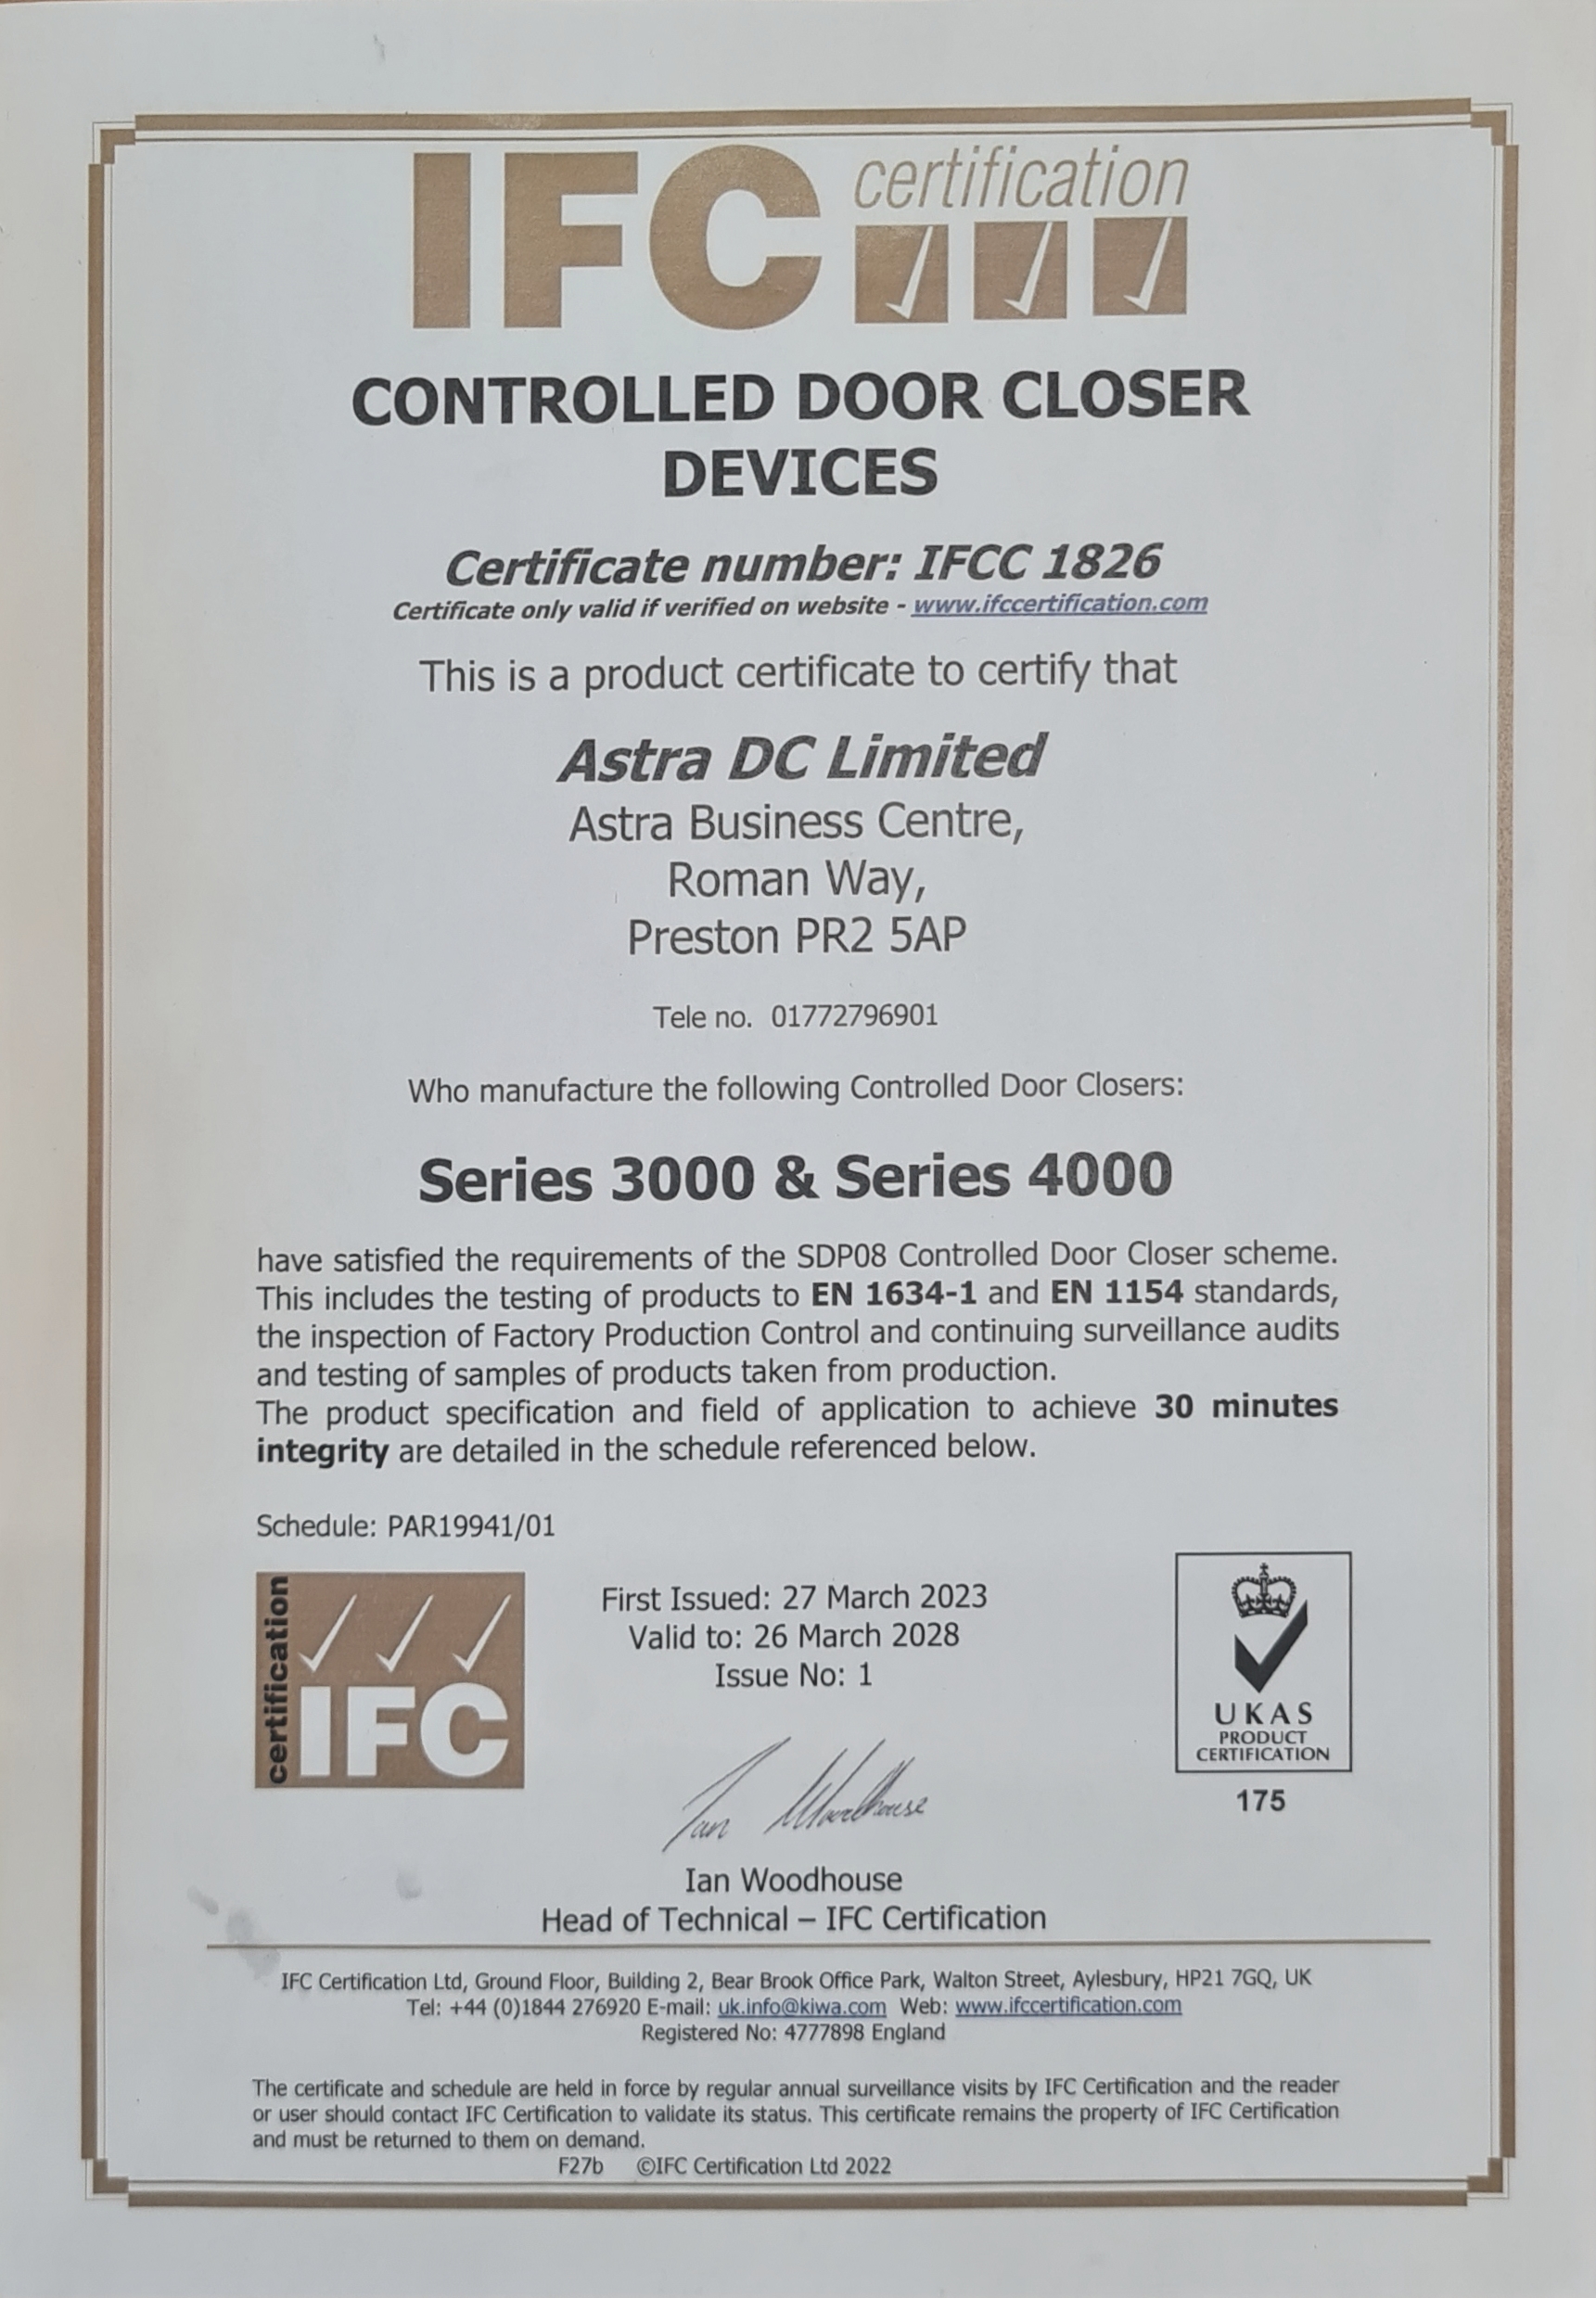 IFC certification
CONTROLLED DOOR CLOSER
DEVICES
Certificate number: IFCC 1826
Certificate only valid if verified on website - www.ifccertification.com
This is a product certificate to certify that
Astra DC Limited
Astra Business Centre,
Roman Way,
Preston PR2 5AP
Tele no. 01772796901
Who manufacture the following Controlled Door Closers:
Series 3000 & Series 4000
have satisfied the requirements of the SDP08 Controlled Door Closer scheme.
This includes the testing of products to EN 1634-1 and EN 1154 standards,
the inspection of Factory Production Control and continuing surveillance audits
and testing of samples of products taken from production.
The product specification and field of application to achieve 30 minutes
integrity are detailed in the schedule referenced below.
Schedule: PAR19941/01
certification
IFC
First Issued: 27 March 2023
Valid to: 26 March 2028
Issue No: 1
UKAS
PRODUCT
CERTIFICATION
175
Ian Woodhouse
Ian Woodhouse
Head of Technical – IFC Certification
IFC Certification Ltd, Ground Floor, Building 2, Bear Brook Office Park, Walton Street, Aylesbury, HP21 7GQ, UK
Tel: +44 (0)1844 276920 E-mail: uk.info@kiwa.com Web: www.ifccertification.com
Registered No: 4777898 England
The certificate and schedule are held in force by regular annual surveillance visits by IFC Certification and the reader
or user should contact IFC Certification to validate its status. This certificate remains the property of IFC Certification
and must be returned to them on demand.
F27b ©IFC Certification Ltd 2022